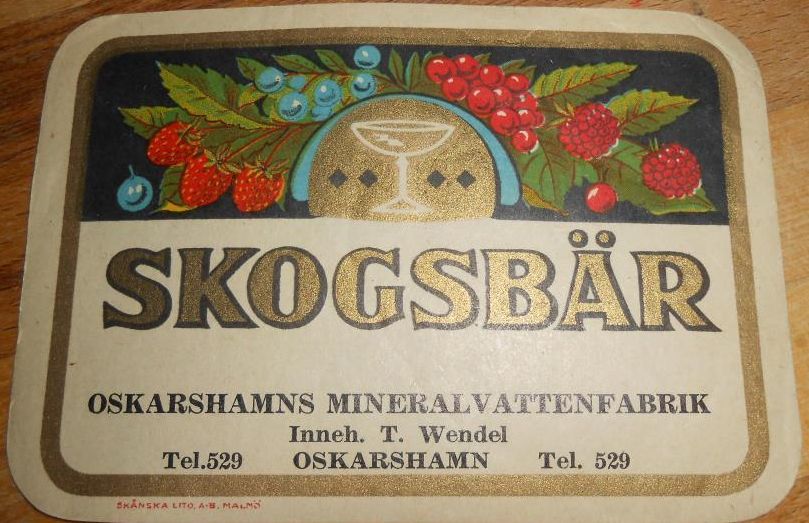 SKOGSBÄR
OSKARSHAMNS MINERALVATTENFABRIK
Inneh. T. Wendel
Tel.529 OSKARSHAMN Tel. 529
SKÅNSKA LITO. A-B. MALMÖ